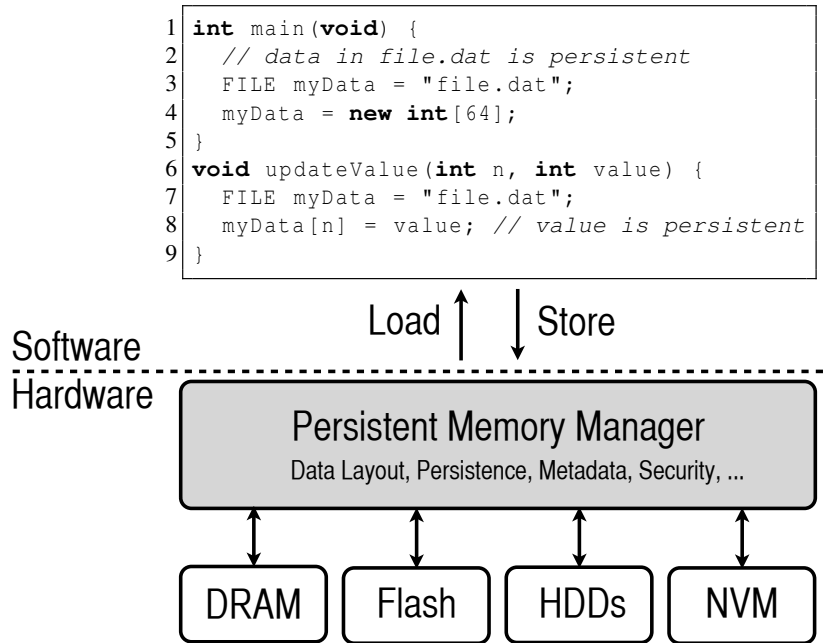 1 int main(void) {
2 // data in file.dat is persistent
3 FILE myData = "file.dat";
4 myData = new int[64];
5 }
6 void updateValue(int n, int value) {
7 FILE myData = "file.dat";
8 myData[n] = value; // value is persistent
9 }
Load Store
Software
Hardware
Persistent Memory Manager
Data Layout, Persistence, Metadata, Security, ...
DRAM Flash HDDs NVM